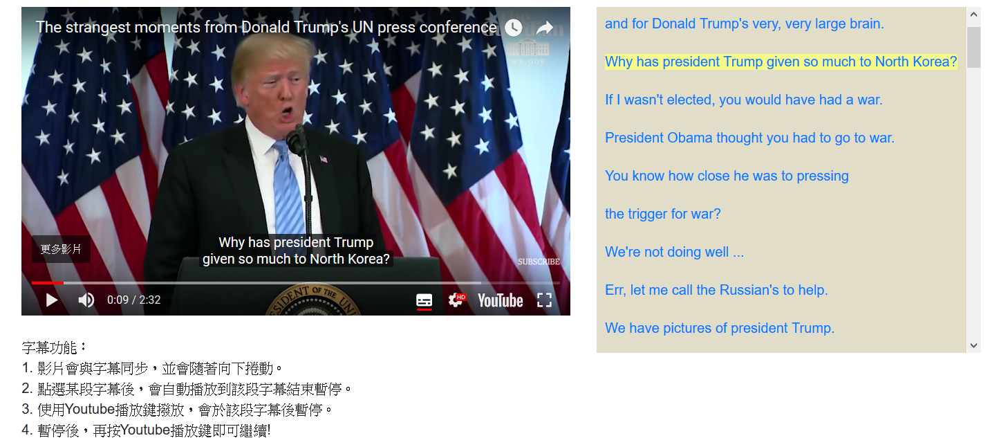 The strangest moments from Donald Trump's UN press conference
The
Guardian
WH.GOV
更多影片
Why has president Trump
given so much to North Korea?
SUBSCRIBE
0:09 / 2:32
HD
YouTube
字幕功能：
1. 影片會與字幕同步，並會隨著向下捲動。
2. 點選某段字幕後，會自動播放到該段字幕結束暫停。
3. 使用Youtube播放鍵撥放，會於該段字幕後暫停。
4. 暫停後，再按Youtube播放鍵即可繼續!
and for Donald Trump's very, very large brain.
Why has president Trump given so much to North Korea?
If I wasn't elected, you would have had a war.
President Obama thought you had to go to war.
You know how close he was to pressing
the trigger for war?
We're not doing well ...
Err, let me call the Russian's to help.
We have pictures of president Trump.